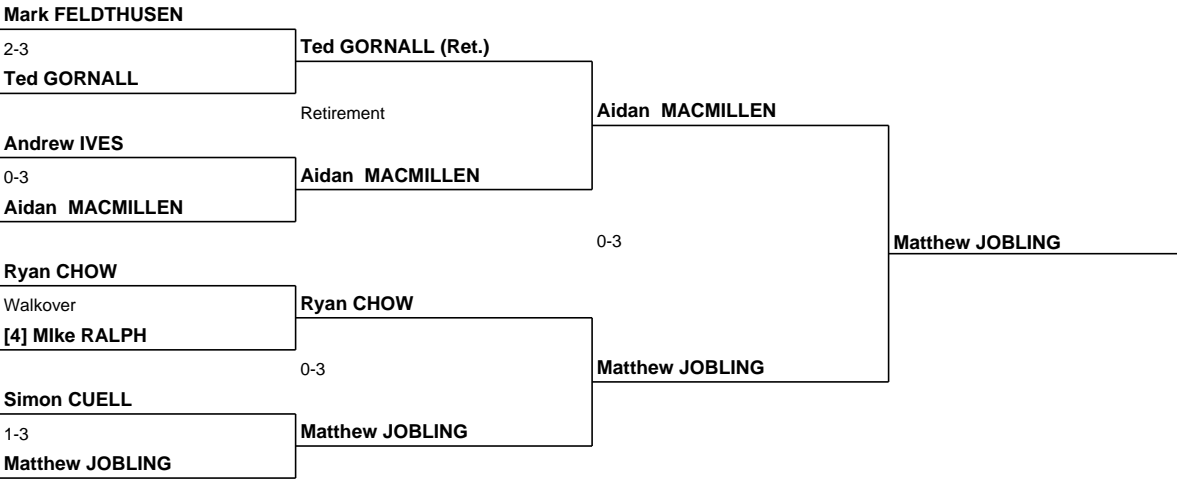 Mark FELDTHUSEN
2-3
Ted GORNALL
Ted GORNALL (Ret.)
Retirement
Andrew IVES
0-3
Aidan  MACMILLEN
Aidan  MACMILLEN
Aidan  MACMILLEN
0-3
Matthew JOBLING
Ryan CHOW
Walkover
[4] MIke RALPH
Ryan CHOW
0-3
Matthew JOBLING
Simon CUELL
1-3
Matthew JOBLING
Matthew JOBLING